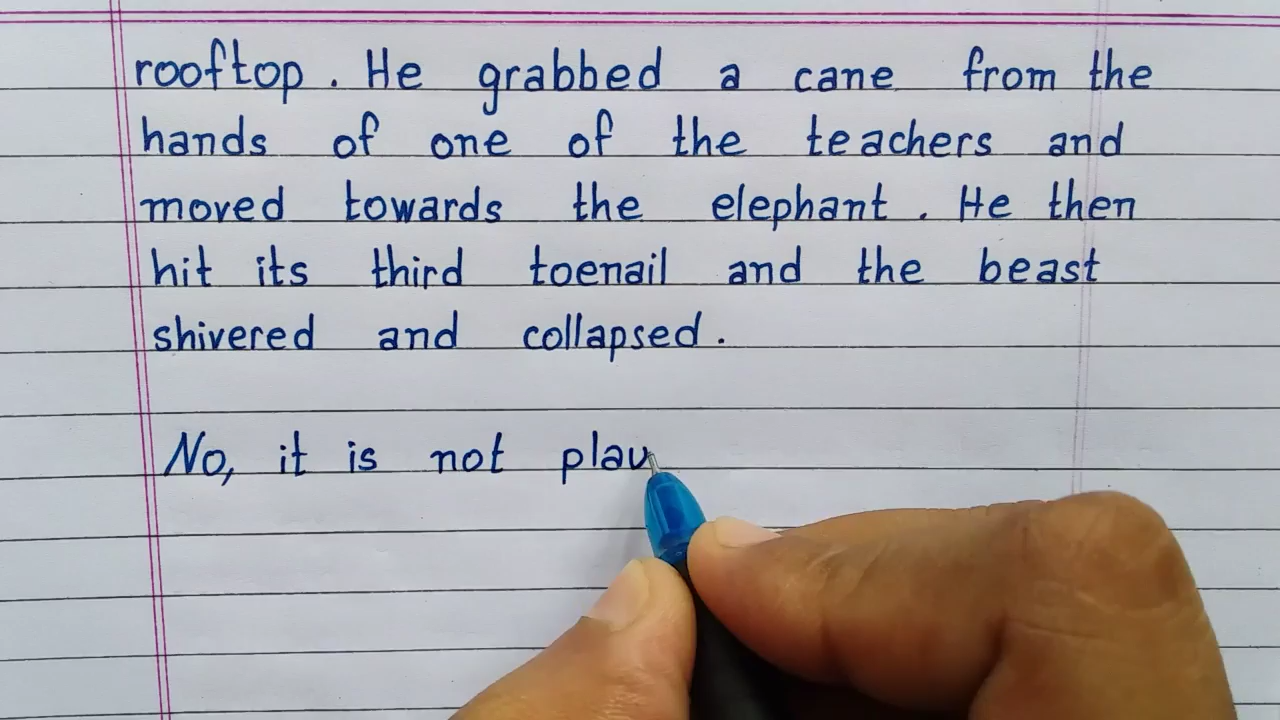 rooftop. He grabbed a cane from the
hands of one of the teachers and
moved towards the elephant. He then
hit its third toenail and the beast
shivered and collapsed.
No, it is not plau